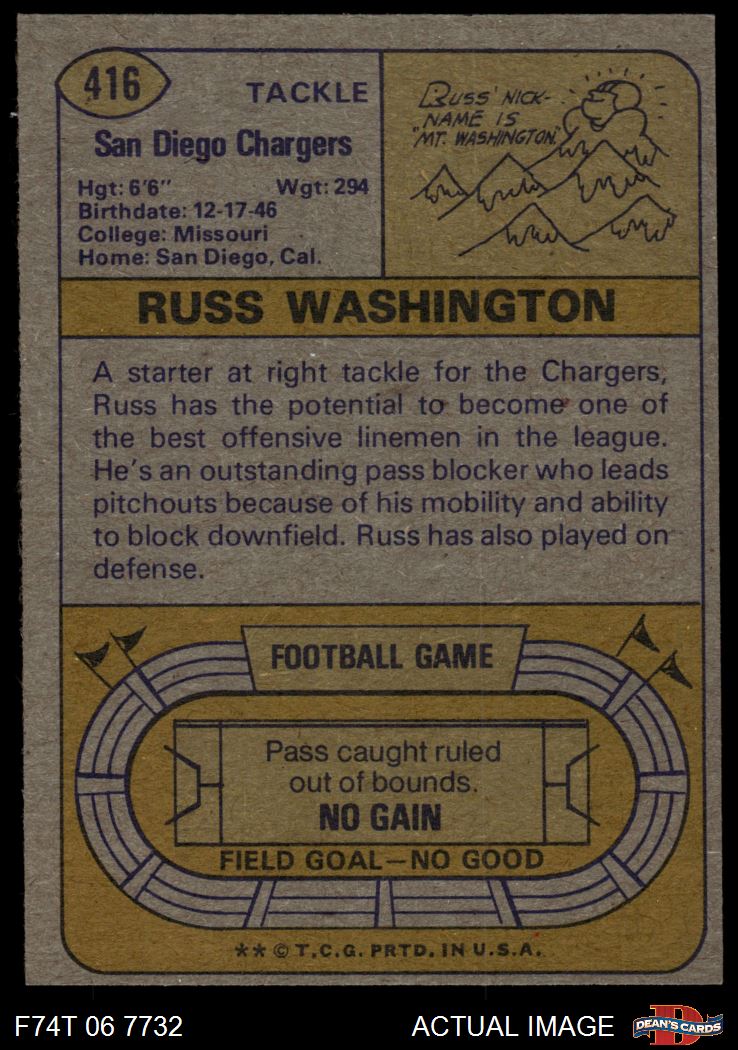 416
TACKLE
San Diego Chargers
Hgt: 6'6" Wgt: 294
Birthdate: 12-17-46
College: Missouri
Home: San Diego, Cal.
RUSS' NICK-
NAME IS
"MT. WASHINGTON."
RUSS WASHINGTON
A starter at right tackle for the Chargers,
Russ has the potential to become one of
the best offensive linemen in the league.
He's an outstanding pass blocker who leads
pitchouts because of his mobility and ability
to block downfield. Russ has also played on
defense.
FOOTBALL GAME
Pass caught ruled
out of bounds.
NO GAIN
FIELD GOAL—NO GOOD
** © T.C.G. PRTD. IN U.S.A.
F74T 06 7732 ACTUAL IMAGE
DEAN'S CARDS